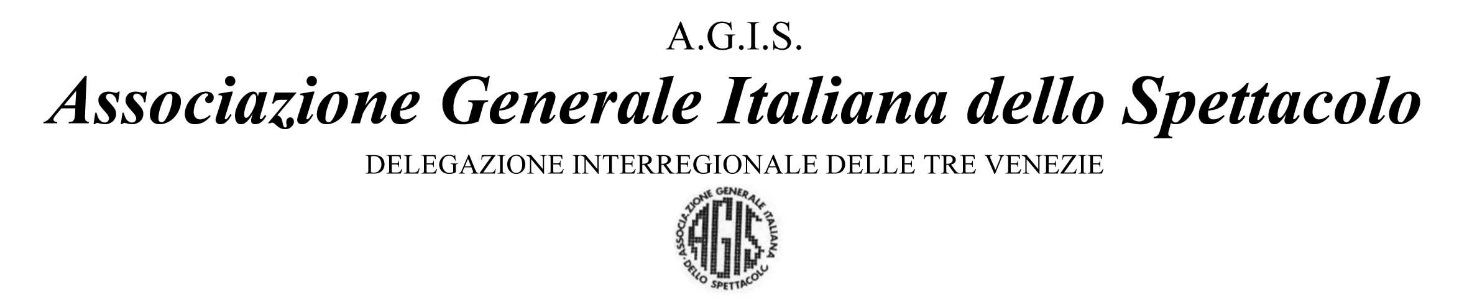 A.G.I.S.
Associazione Generale Italiana dello Spettacolo
DELEGAZIONE INTERREGIONALE DELLE TRE VENEZIE
ASSOCIAZIONE GENERALE ITALIANA DELLO SPETTACOLO
AGIS